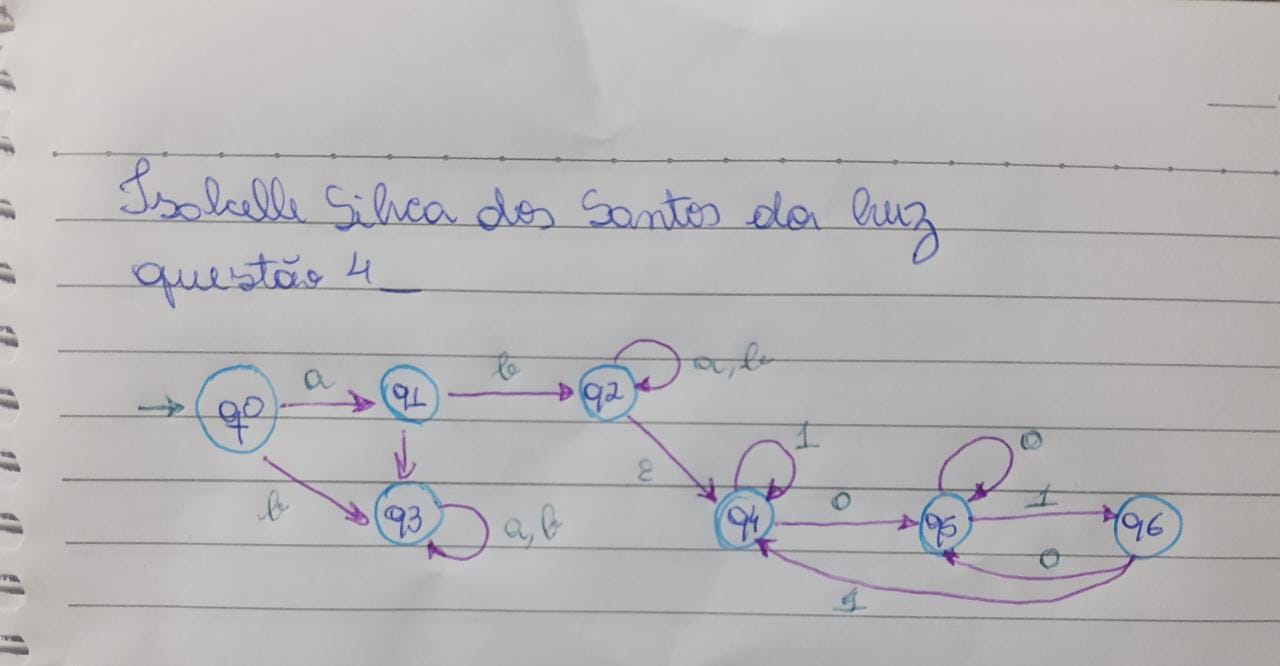 Isabelle Silva dos Santos da Cruz
questão 4
a b a, b
q0 q1 q2
ε 1 0
b q3 a, b q4 0 q5 1 q6
0
1